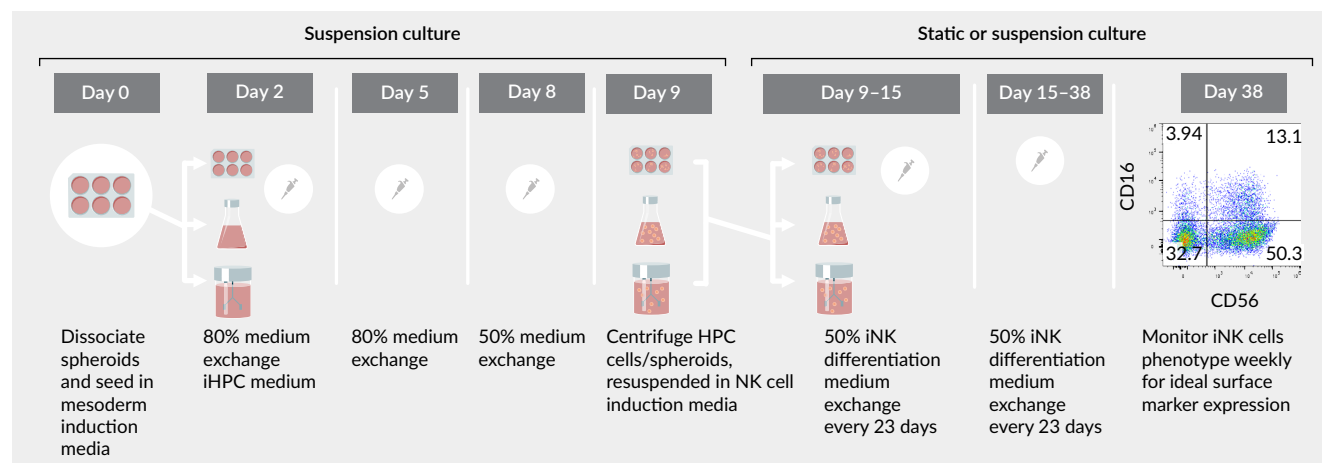 Suspension culture
Static or suspension culture
Day 0
Day 2
Day 5
Day 8
Day 9
Day 9–15
Day 15–38
Day 38
3.94
13.1
32.7
50.3
CD16
CD56
Dissociate
spheroids
and seed in
mesoderm
induction
media
80% medium
exchange
iHPC medium
80% medium
exchange
50% medium
exchange
Centrifuge HPC
cells/spheroids,
resuspended in NK cell
induction media
50% iNK
differentiation
medium
exchange
every 23 days
50% iNK
differentiation
medium
exchange
every 23 days
Monitor iNK cells
phenotype weekly
for ideal surface
marker expression